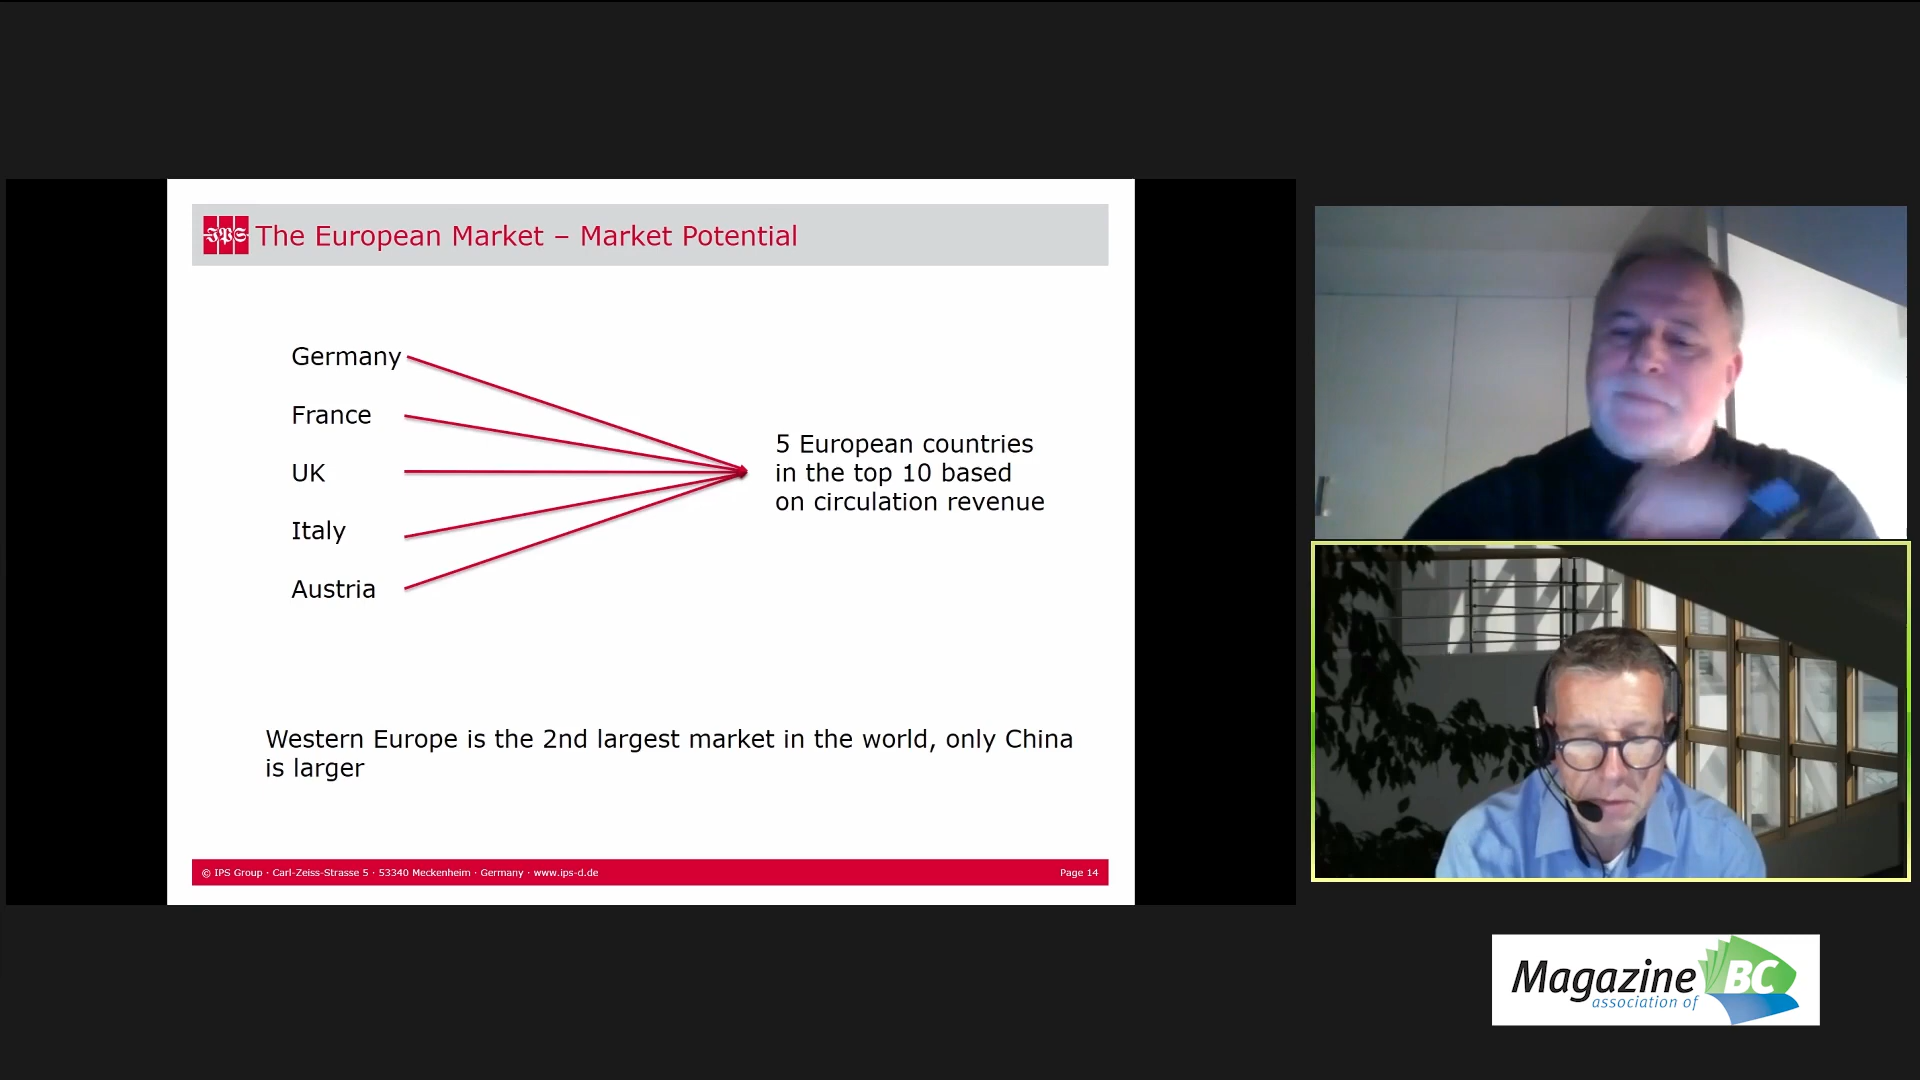 IPS
The European Market – Market Potential
Germany
France
UK
Italy
Austria
5 European countries
in the top 10 based
on circulation revenue
Western Europe is the 2nd largest market in the world, only China
is larger
© IPS Group · Carl-Zeiss-Strasse 5 · 53340 Meckenheim · Germany · www.ips-d.de
Page 14
Magazine BC
association of